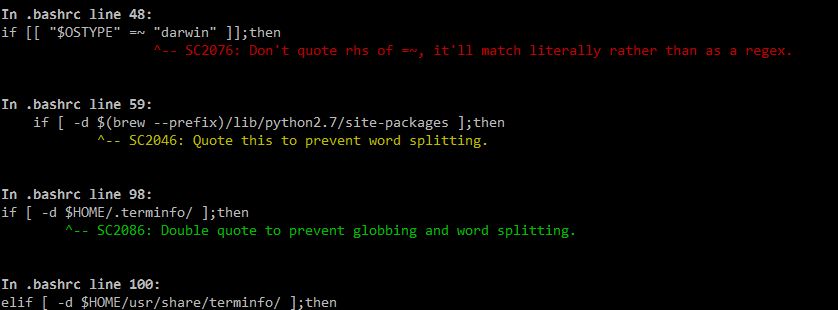 In .bashrc line 48:
if [[ "$OSTYPE" =~ "darwin" ]];then
^-- SC2076: Don't quote rhs of =~, it'll match literally rather than as a regex.
In .bashrc line 59:
if [ -d $(brew --prefix)/lib/python2.7/site-packages ];then
^-- SC2046: Quote this to prevent word splitting.
In .bashrc line 98:
if [ -d $HOME/.terminfo/ ];then
^-- SC2086: Double quote to prevent globbing and word splitting.
In .bashrc line 100:
elif [ -d $HOME/usr/share/terminfo/ ];then